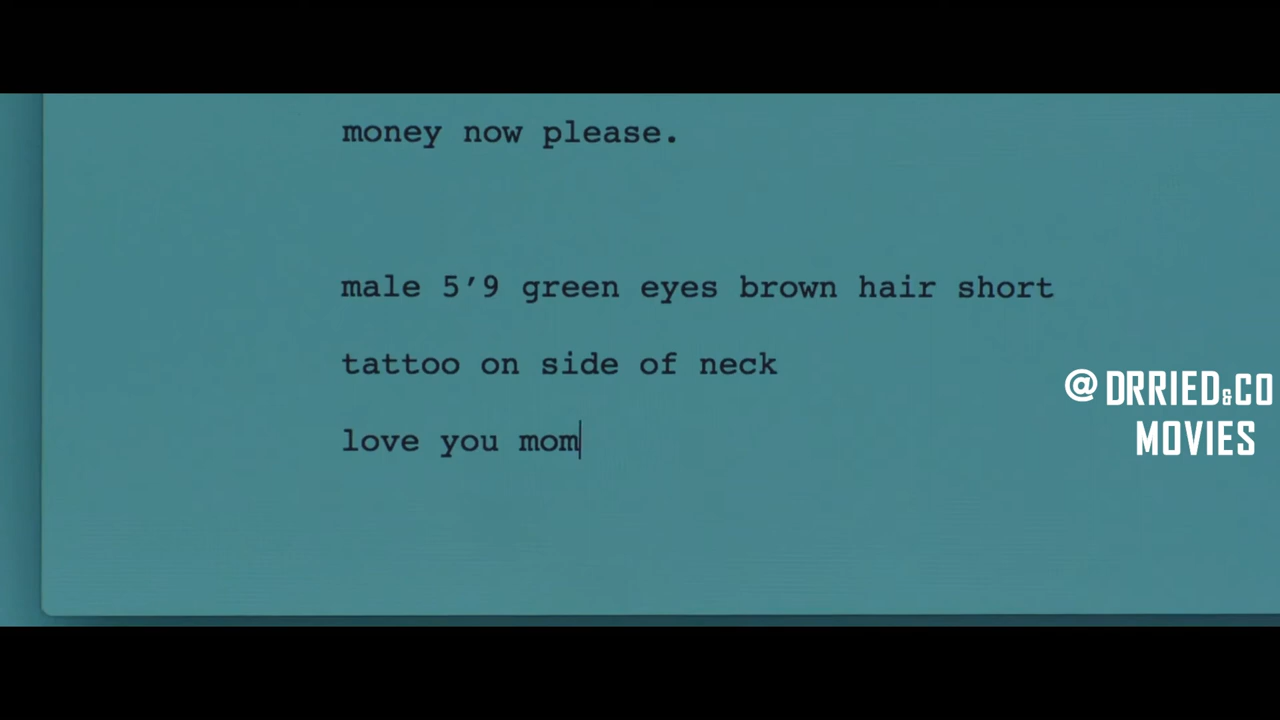 money now please.
male 5'9 green eyes brown hair short
tattoo on side of neck
love you mom
@DRRIED&CO
MOVIES